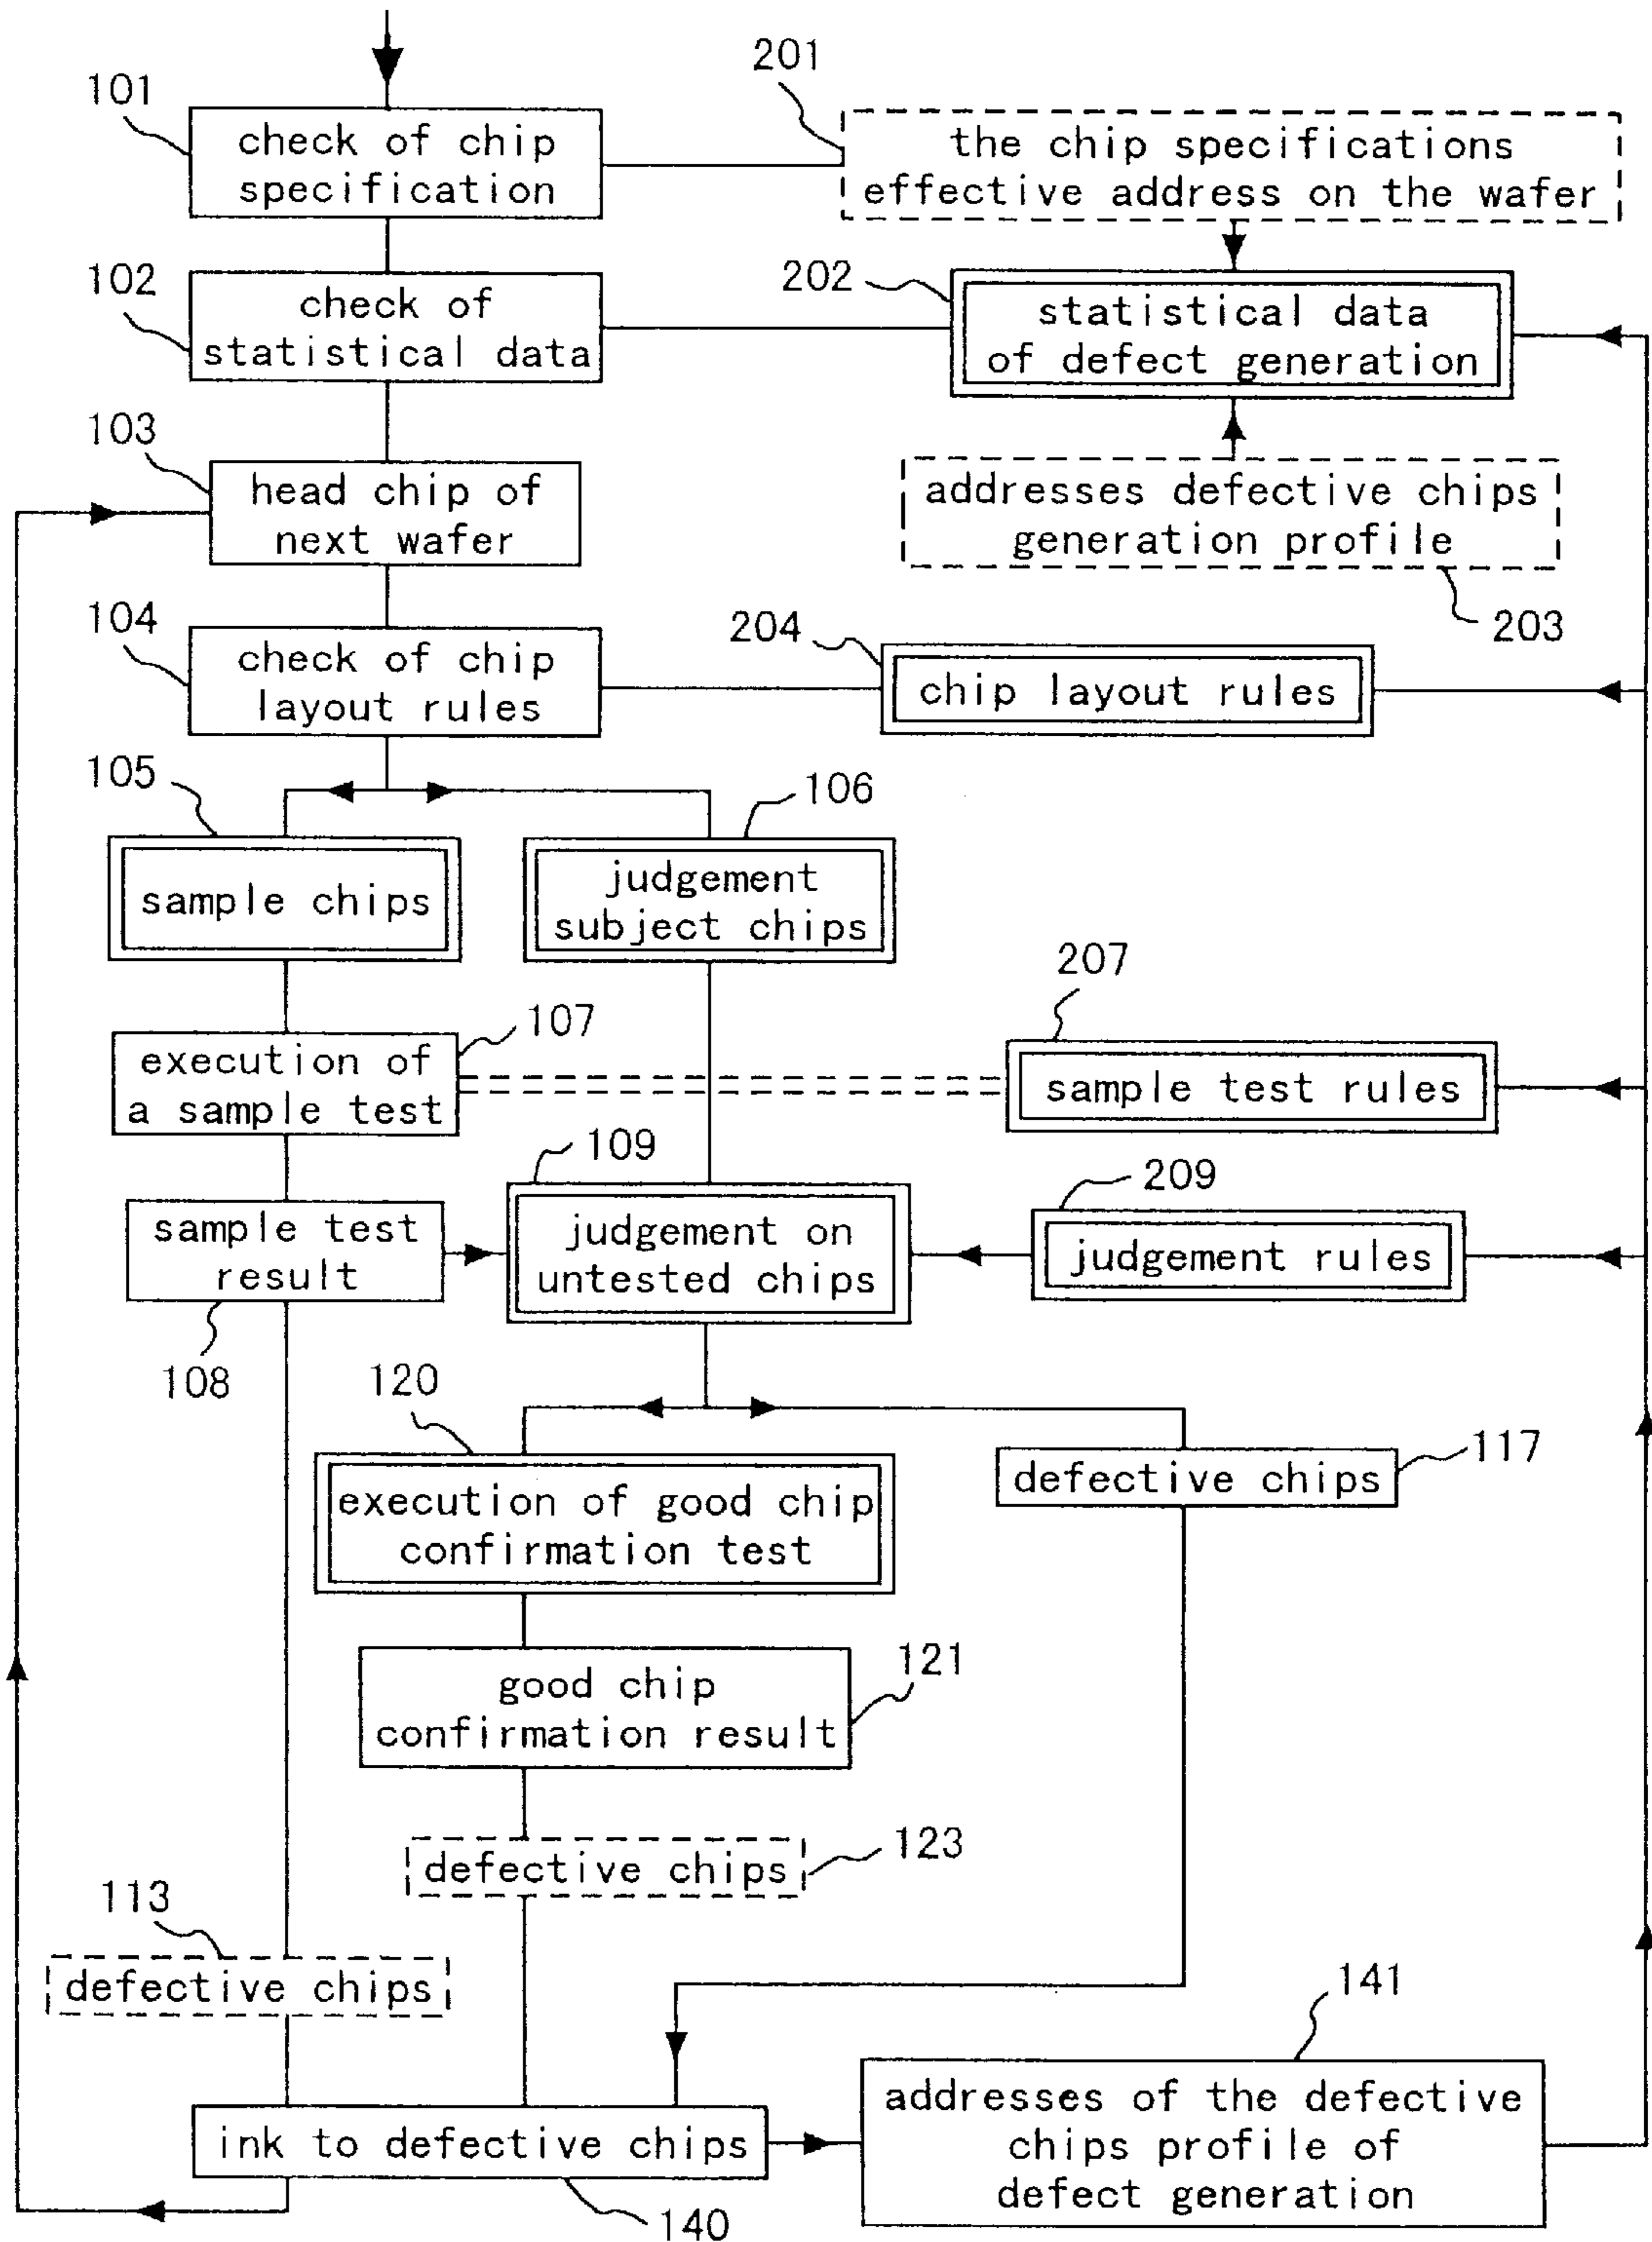 201
101
check of chip
specification
the chip specifications
effective address on the wafer
102
check of
statistical data
202
statistical data
of defect generation
103
head chip of
next wafer
addresses defective chips
generation profile
203
104
check of chip
layout rules
204
chip layout rules
105
sample chips
106
judgement
subject chips
107
execution of
a sample test
207
sample test rules
108
sample test
result
109
judgement on
untested chips
209
judgement rules
120
execution of good chip
confirmation test
117
defective chips
121
good chip
confirmation result
123
defective chips
113
defective chips
141
addresses of the defective
chips profile of
defect generation
ink to defective chips
140